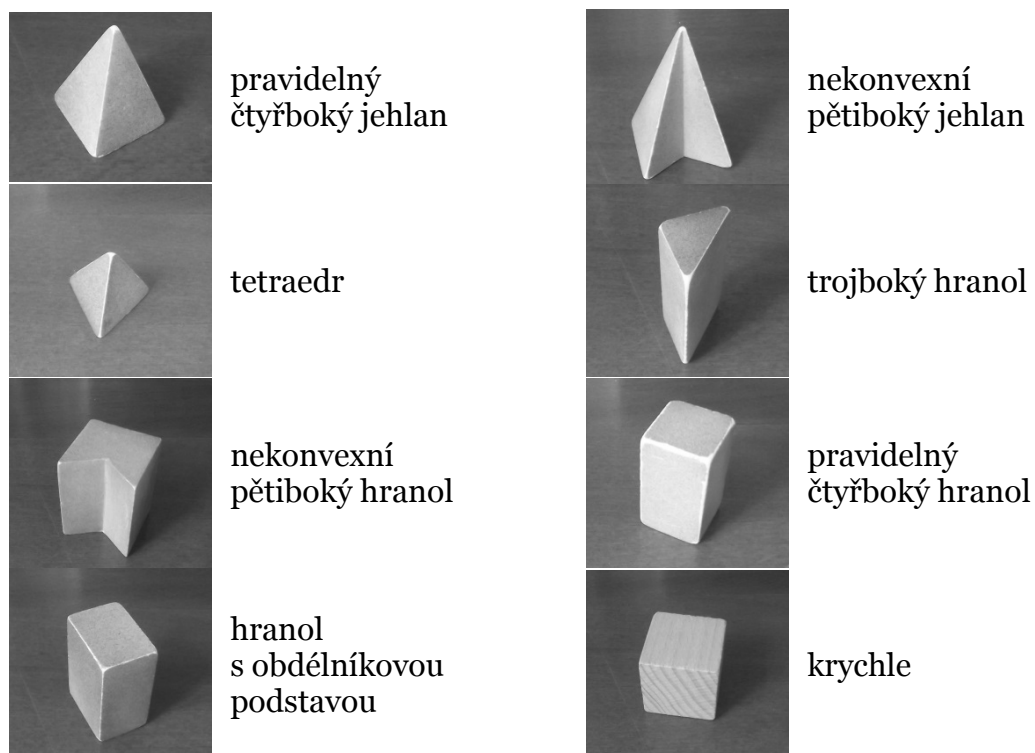 pravidelný
čtyřboký jehlan
nekonvexní
pětiboký jehlan
tetraedr
trojboký hranol
nekonvexní
pětiboký hranol
pravidelný
čtyřboký hranol
hranol
s obdélníkovou
podstavou
krychle